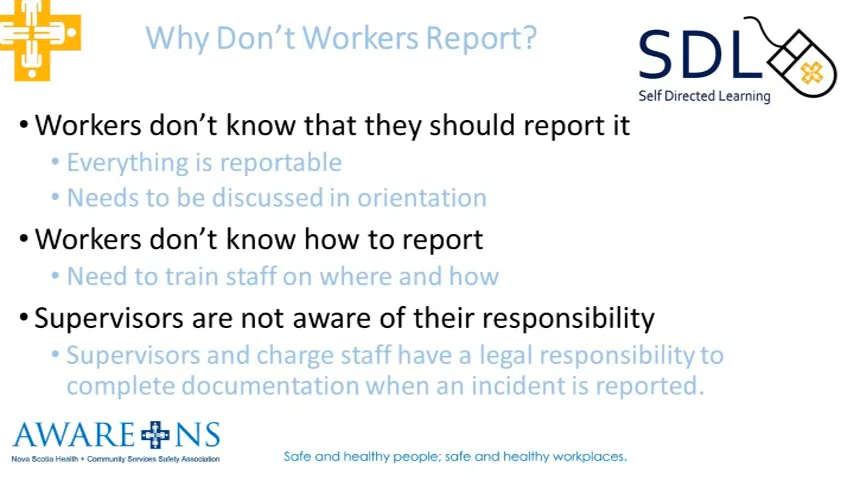 Why Don't Workers Report?
SDL
Self Directed Learning
• Workers don't know that they should report it
• Everything is reportable
• Needs to be discussed in orientation
• Workers don't know how to report
• Need to train staff on where and how
• Supervisors are not aware of their responsibility
• Supervisors and charge staff have a legal responsibility to
complete documentation when an incident is reported.
AWARE NS
Nova Scotia Health + Community Services Safety Association
Safe and healthy people; safe and healthy workplaces.